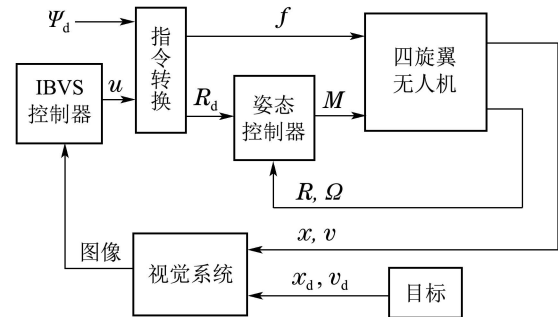 Ψd
指令转换
f
四旋翼
无人机
IBVS
控制器
u
Rd
姿态
控制器
M
R, Ω
图像
视觉系统
x, v
xd, vd
目标